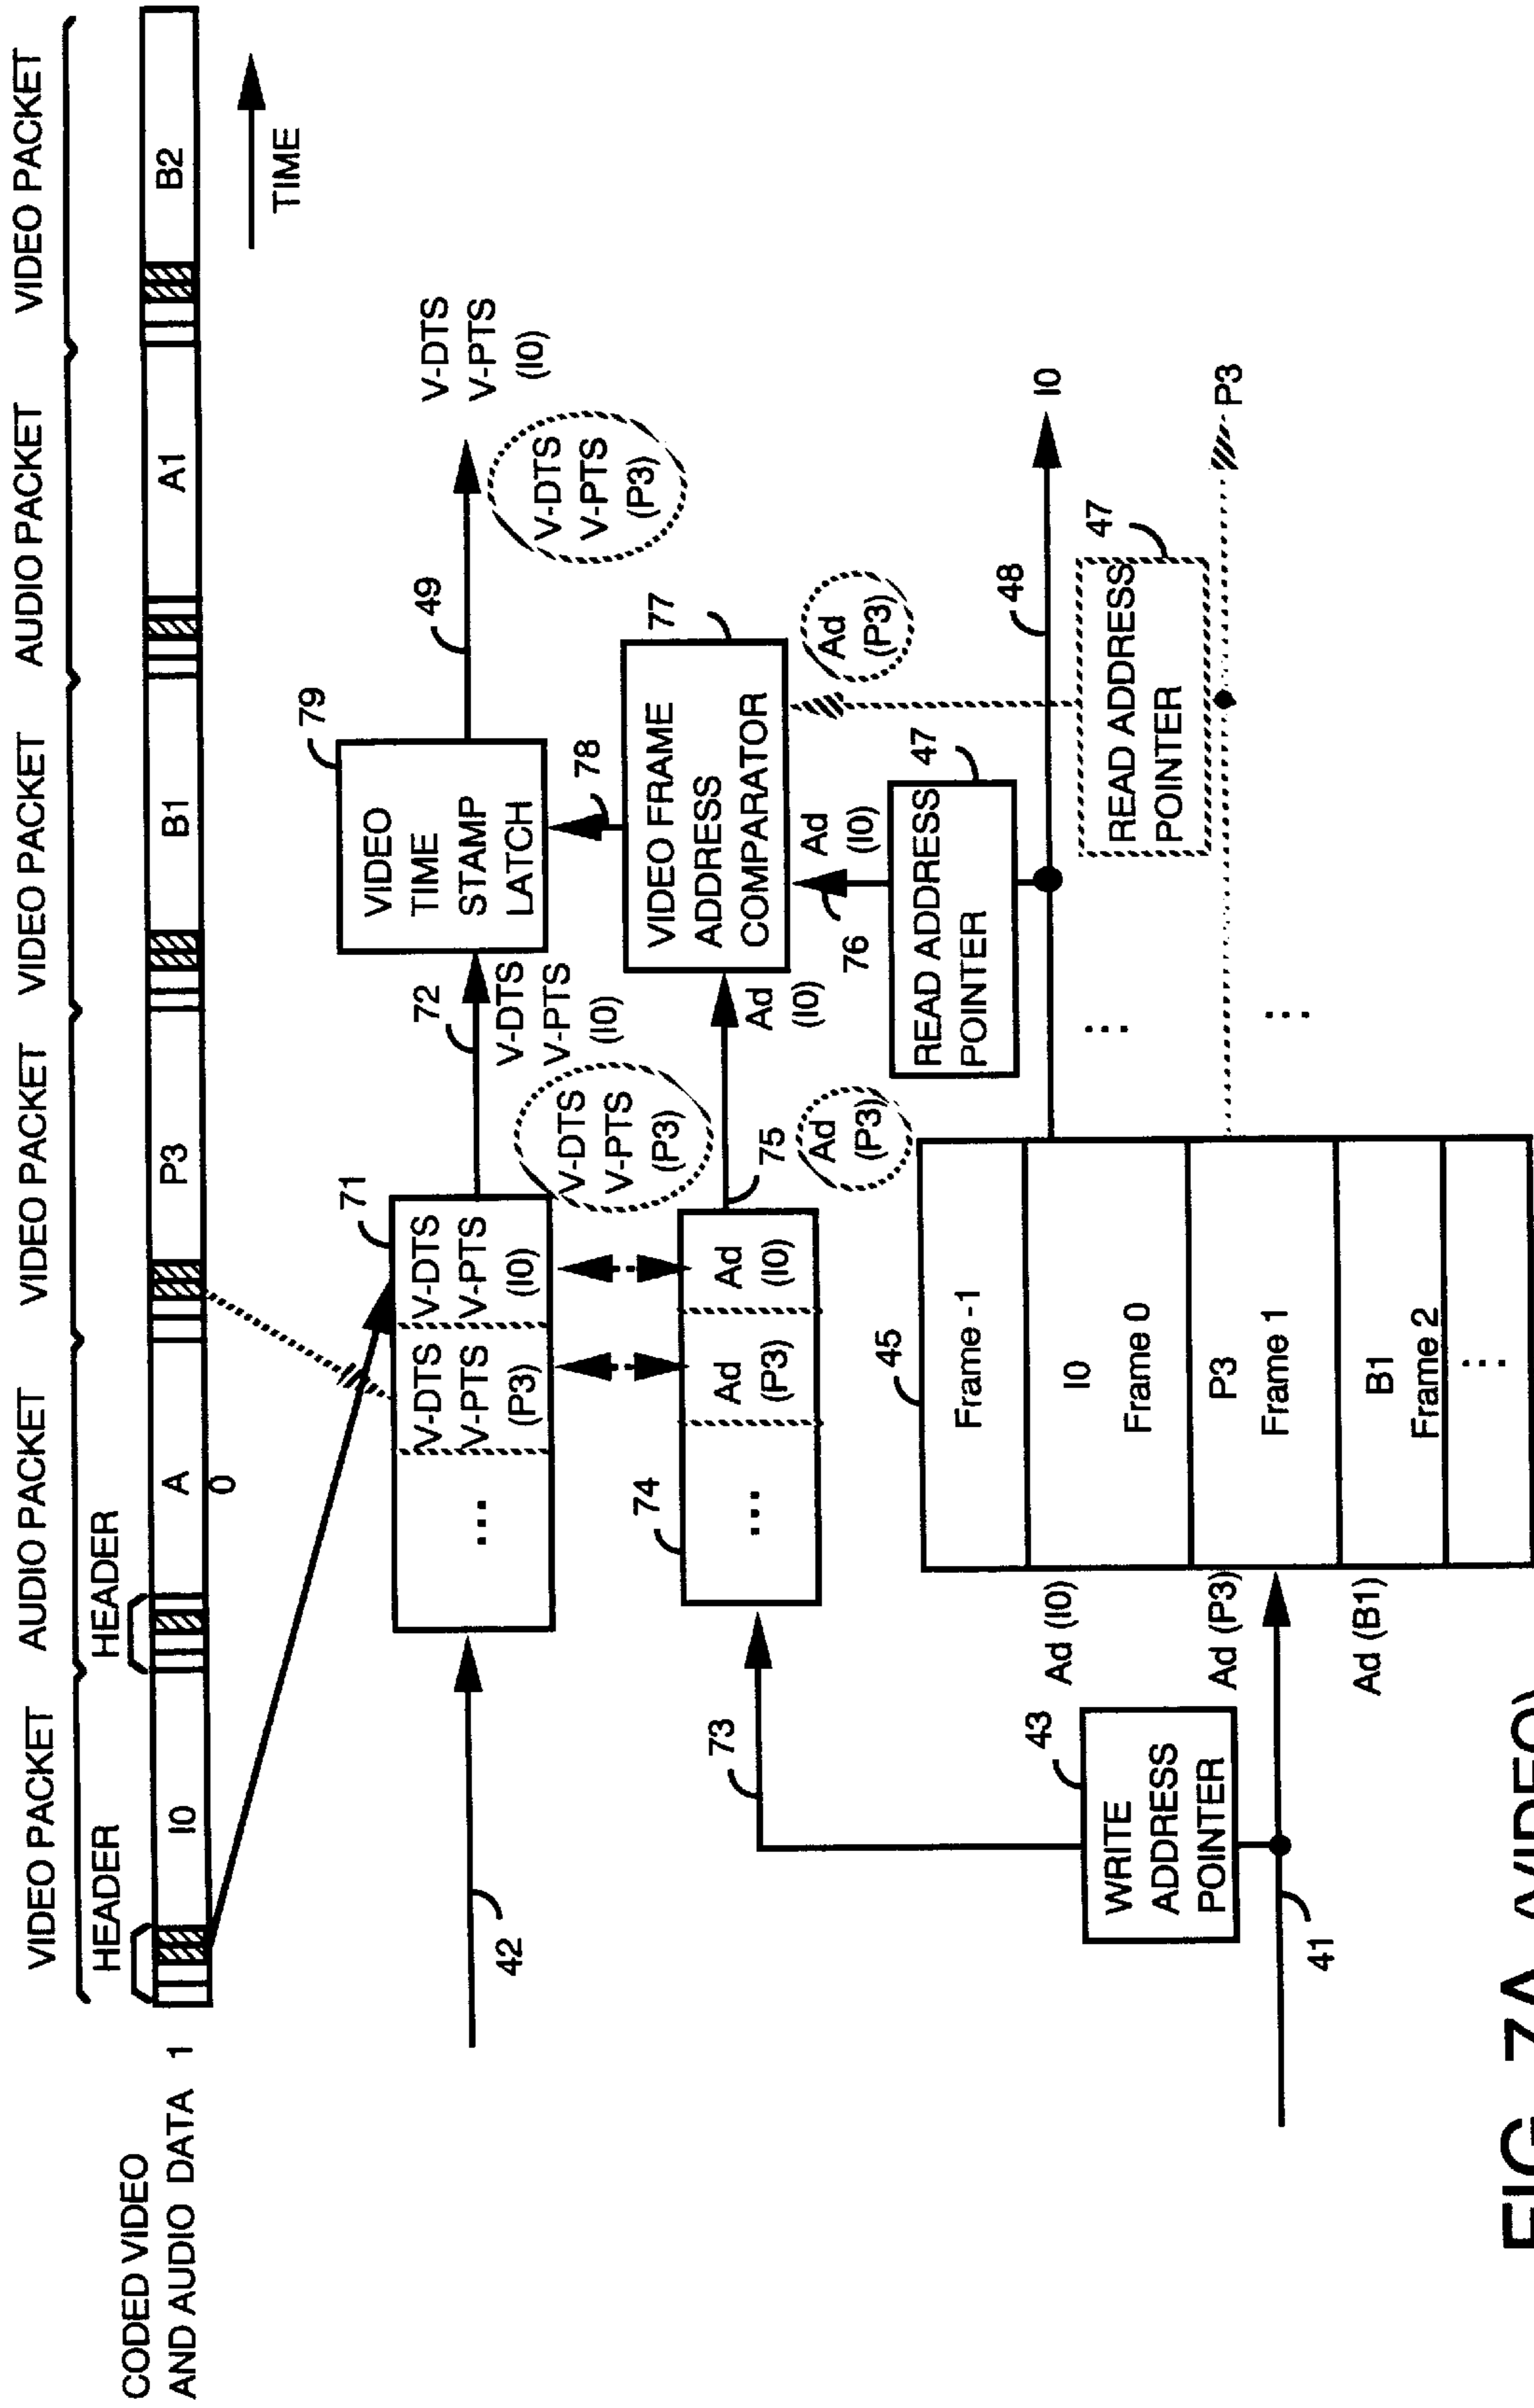 VIDEO PACKET
AUDIO PACKET
VIDEO PACKET
VIDEO PACKET
AUDIO PACKET
VIDEO PACKET
HEADER
HEADER
CODED VIDEO
AND AUDIO DATA 1
I0
A
0
P3
B1
A1
B2
TIME
42
71
V-DTS
V-PTS
(I0)
V-DTS
V-PTS
(P3)
...
72
V-DTS
V-PTS
(I0)
V-DTS
V-PTS
(P3)
79
VIDEO
TIME
STAMP
LATCH
49
V-DTS
V-PTS
(I0)
V-DTS
V-PTS
(P3)
78
73
74
...
Ad
(P3)
Ad
(I0)
75
Ad
(I0)
Ad
(P3)
77
VIDEO FRAME
ADDRESS
COMPARATOR
76
Ad
(I0)
Ad
(P3)
47
READ ADDRESS
POINTER
47
READ ADDRESS
POINTER
48
I0
P3
43
WRITE
ADDRESS
POINTER
41
Ad (I0)
Ad (P3)
Ad (B1)
45
Frame -1
I0
Frame 0
P3
Frame 1
B1
Frame 2
...
...
...
FIG. 7A (VIDEO)